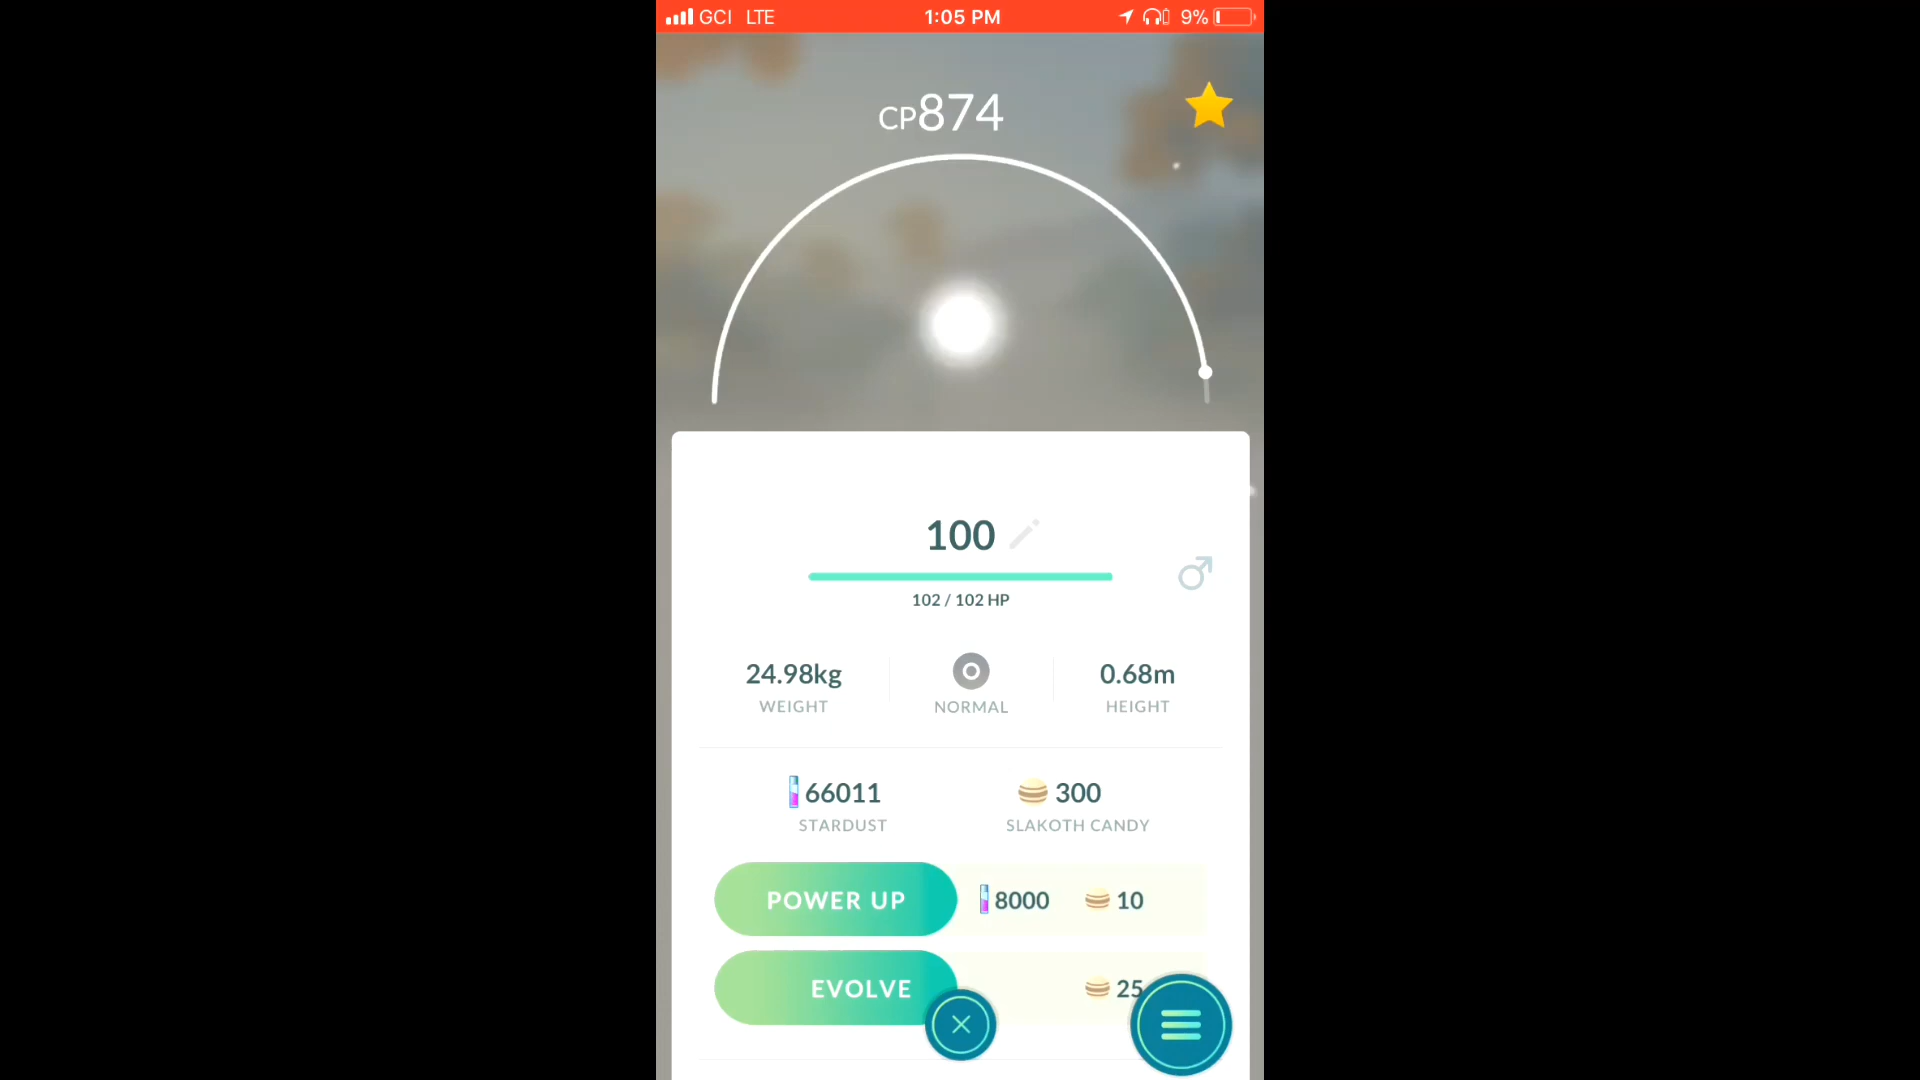 GCI LTE 1:05 PM 9%
CP874
100
102 / 102 HP
24.98kg NORMAL 0.68m
WEIGHT HEIGHT
66011 300
STARDUST SLAKOTH CANDY
POWER UP 8000 10
EVOLVE 25